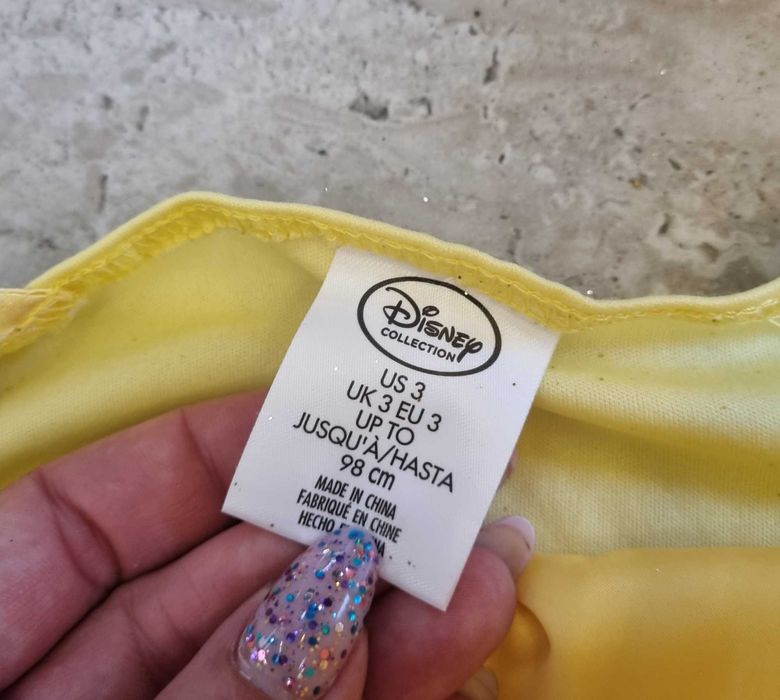 Disney
COLLECTION
US 3
UK 3 EU 3
UP TO
JUSQU'À/HASTA
98 cm
MADE IN CHINA
FABRIQUÉ EN CHINE
HECHO